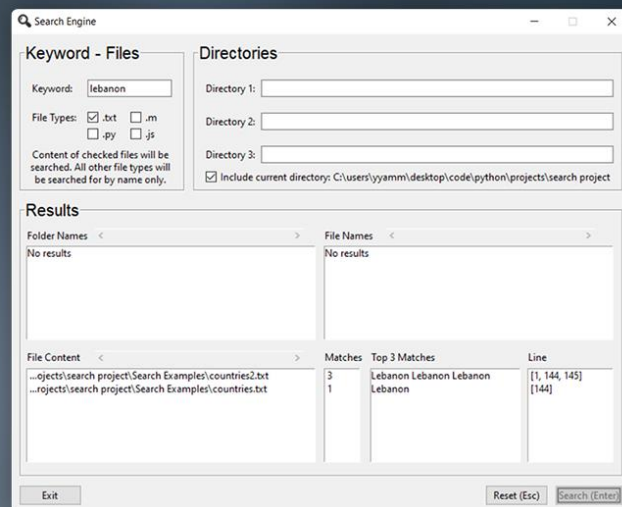 Search Engine
Keyword - Files
Keyword: lebanon
File Types: .txt .m
.py .js
Content of checked files will be
searched. All other file types will
be searched for by name only.
Directories
Directory 1:
Directory 2:
Directory 3:
Include current directory: C:\users\yyamm\desktop\code\python\projects\search project
Results
Folder Names < >
No results
File Names < >
No results
File Content < >
...ojects\search project\Search Examples\countries2.txt
...rojects\search project\Search Examples\countries.txt
Matches
3
1
Top 3 Matches
Lebanon Lebanon Lebanon
Lebanon
Line
[1, 144, 145]
[144]
Exit
Reset (Esc)
Search (Enter)